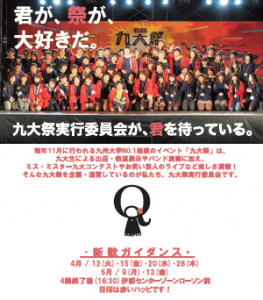 君が、祭が、
大好きだ。
九大祭
九大祭実行委員会が、君を待っている。
毎年11月に行われる九州大学NO.1規模のイベント「九大祭」は、
九大生による出店・教室展示やバンド演奏に加え、
ミス・ミスター九大コンテストやお笑い芸人のライブなど楽しさ満載！
そんな九大祭を企画・運営しているのが私たち、九大祭実行委員会です。
- 新歓ガイダンス -
4月 / 12(火)・15(金)・20(水)・28(木)
5月 / 9(月)・13(金)
4限終了後(16:30)伊都センターゾーンローソン前
目印は赤いハッピです！